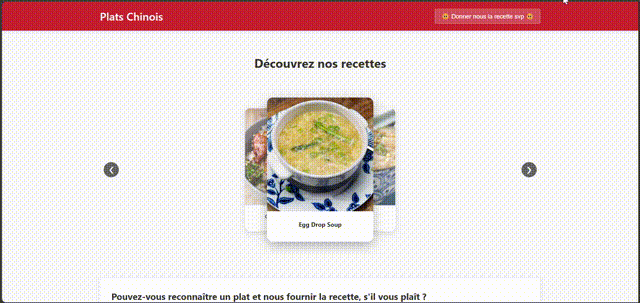 Plats Chinois
🥺 Donner nous la recette svp 🥺
Découvrez nos recettes
Egg Drop Soup
Pouvez-vous reconnaître un plat et nous fournir la recette, s'il vous plaît ?